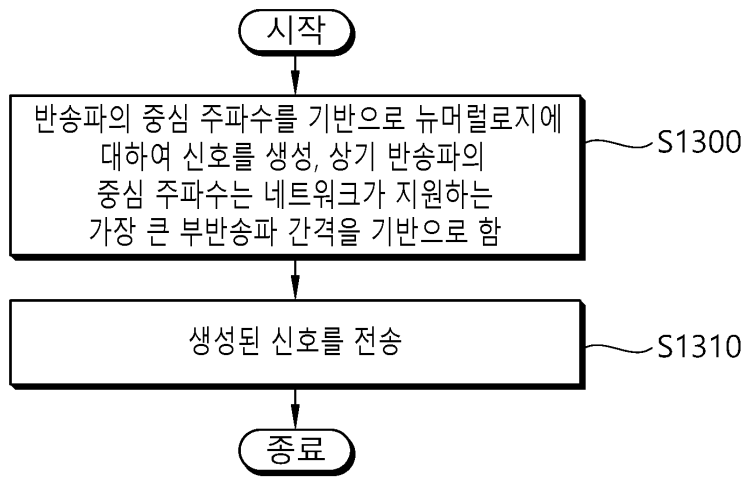 시작
반송파의 중심 주파수를 기반으로 뉴머럴로지에
대하여 신호를 생성, 상기 반송파의
중심 주파수는 네트워크가 지원하는
가장 큰 부반송파 간격을 기반으로 함
S1300
생성된 신호를 전송
S1310
종료